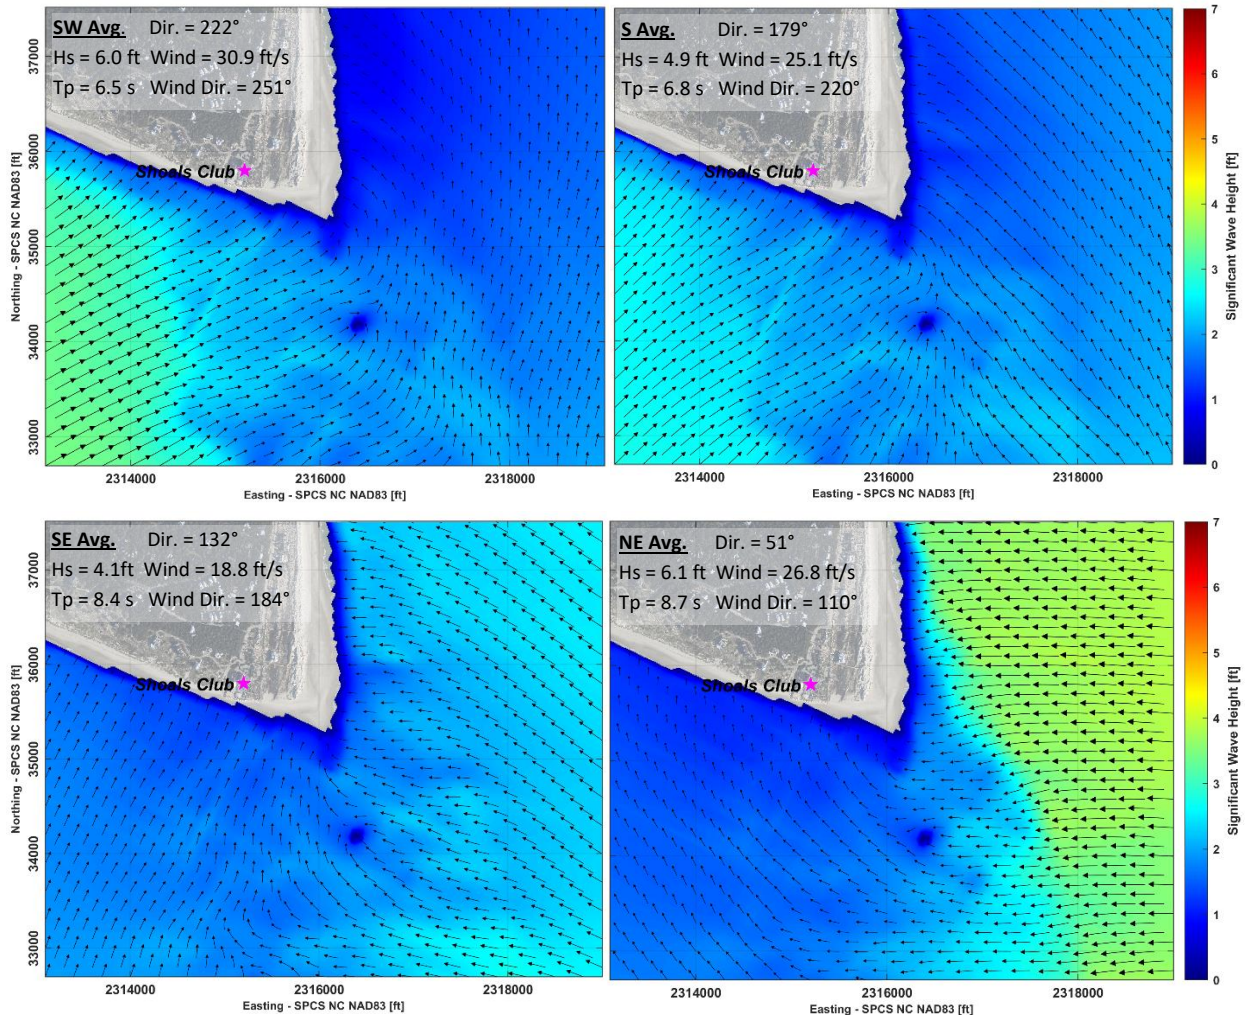 SW Avg. Dir. = 222°
Hs = 6.0 ft Wind = 30.9 ft/s
Tp = 6.5 s Wind Dir. = 251°
Shoals Club
37000
36000
35000
34000
33000
Northing - SPCS NC NAD83 [ft]
2314000 2316000 2318000
Easting - SPCS NC NAD83 [ft]
S Avg. Dir. = 179°
Hs = 4.9 ft Wind = 25.1 ft/s
Tp = 6.8 s Wind Dir. = 220°
Shoals Club
2314000 2316000 2318000
Easting - SPCS NC NAD83 [ft]
7
6
5
4
3
2
1
0
Significant Wave Height [ft]
SE Avg. Dir. = 132°
Hs = 4.1ft Wind = 18.8 ft/s
Tp = 8.4 s Wind Dir. = 184°
Shoals Club
37000
36000
35000
34000
33000
Northing - SPCS NC NAD83 [ft]
2314000 2316000 2318000
Easting - SPCS NC NAD83 [ft]
NE Avg. Dir. = 51°
Hs = 6.1 ft Wind = 26.8 ft/s
Tp = 8.7 s Wind Dir. = 110°
Shoals Club
2314000 2316000 2318000
Easting - SPCS NC NAD83 [ft]
7
6
5
4
3
2
1
0
Significant Wave Height [ft]